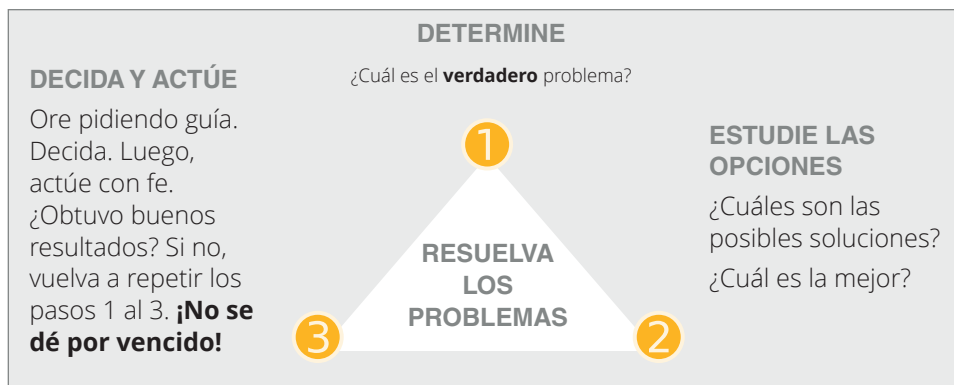 DETERMINE
¿Cuál es el verdadero problema?
1
ESTUDIE LAS
OPCIONES
¿Cuáles son las
posibles soluciones?
¿Cuál es la mejor?
2
DECIDA Y ACTÚE
Ore pidiendo guía.
Decida. Luego,
actúe con fe.
¿Obtuvo buenos
resultados? Si no,
vuelva a repetir los
pasos 1 al 3. ¡No se
dé por vencido!
3
RESUELVA
LOS
PROBLEMAS